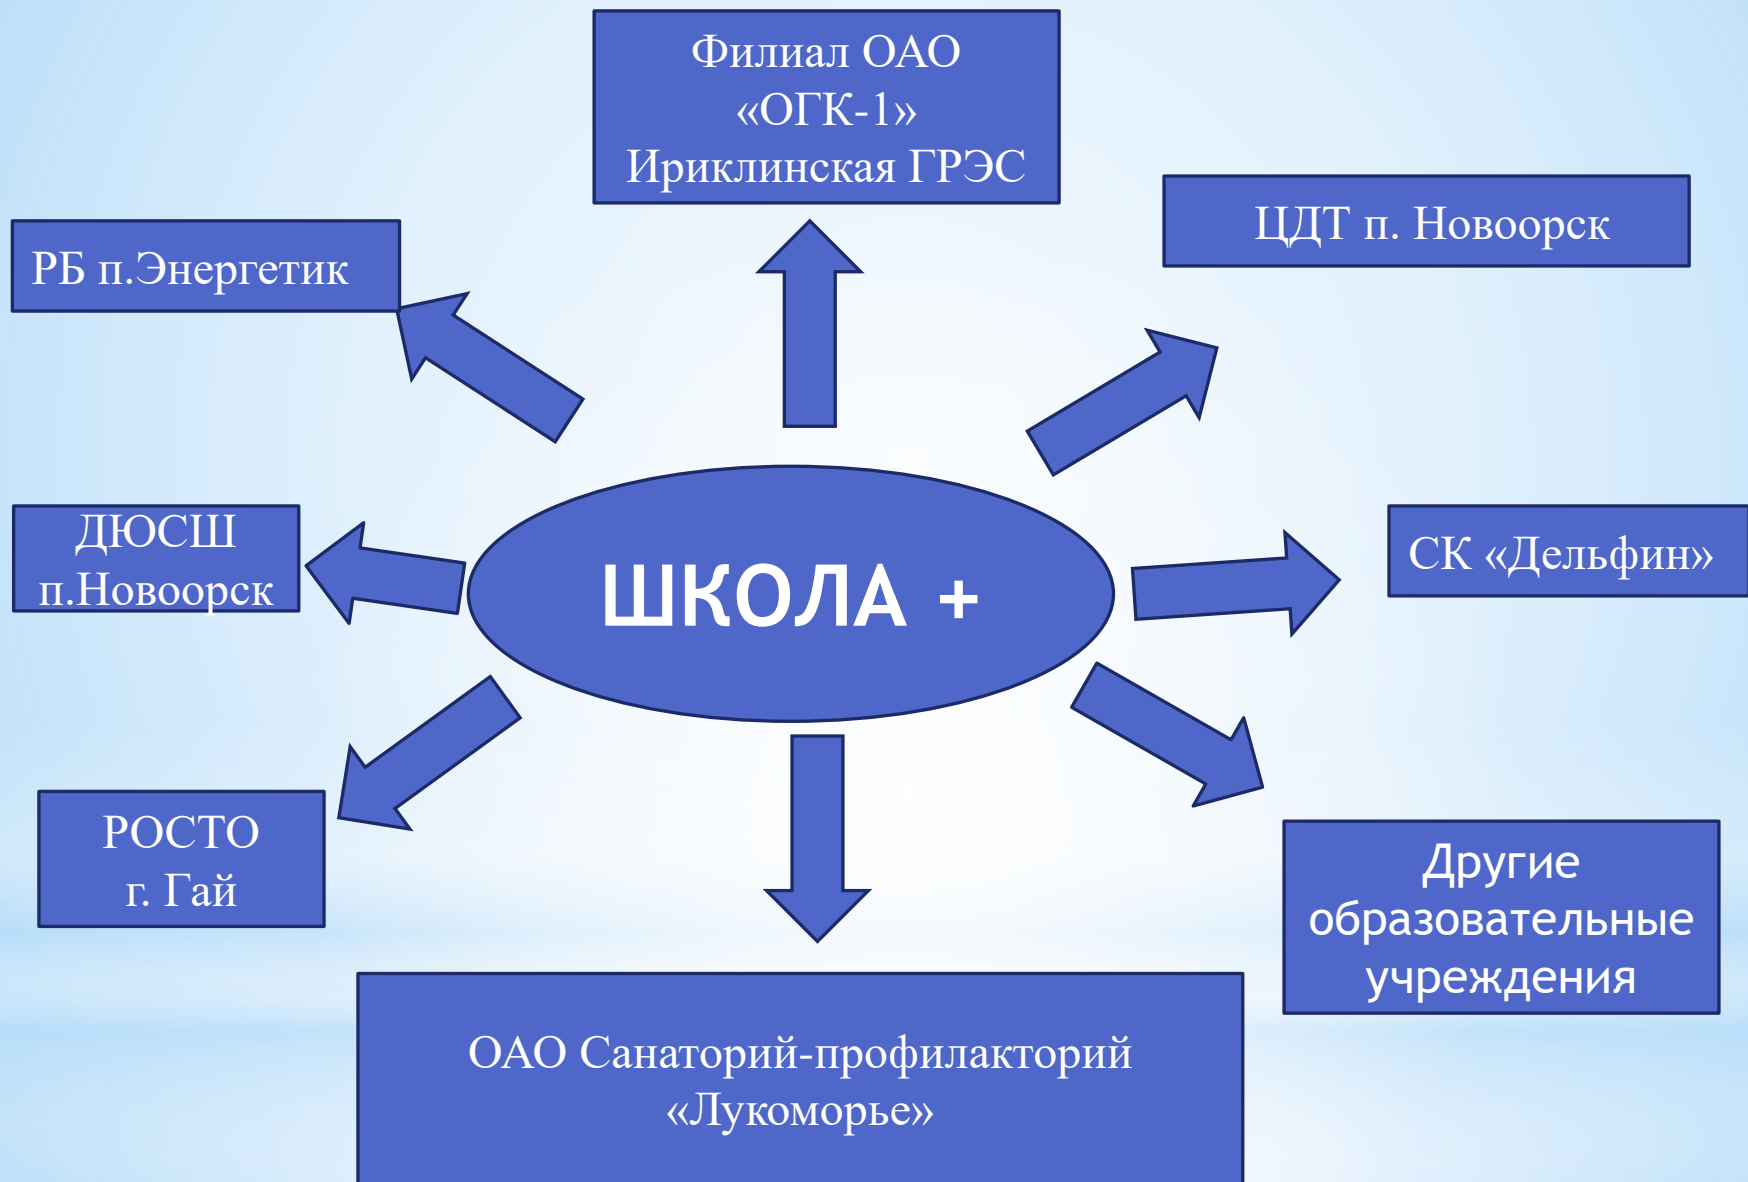 Филиал ОАО
«ОГК-1»
Ириклинская ГРЭС
ЦДТ п. Новоорск
РБ п.Энергетик
ДЮСШ
п.Новоорск
ШКОЛА +
СК «Дельфин»
РОСТО
г. Гай
Другие
образовательные
учреждения
ОАО Санаторий-профилакторий
«Лукоморье»